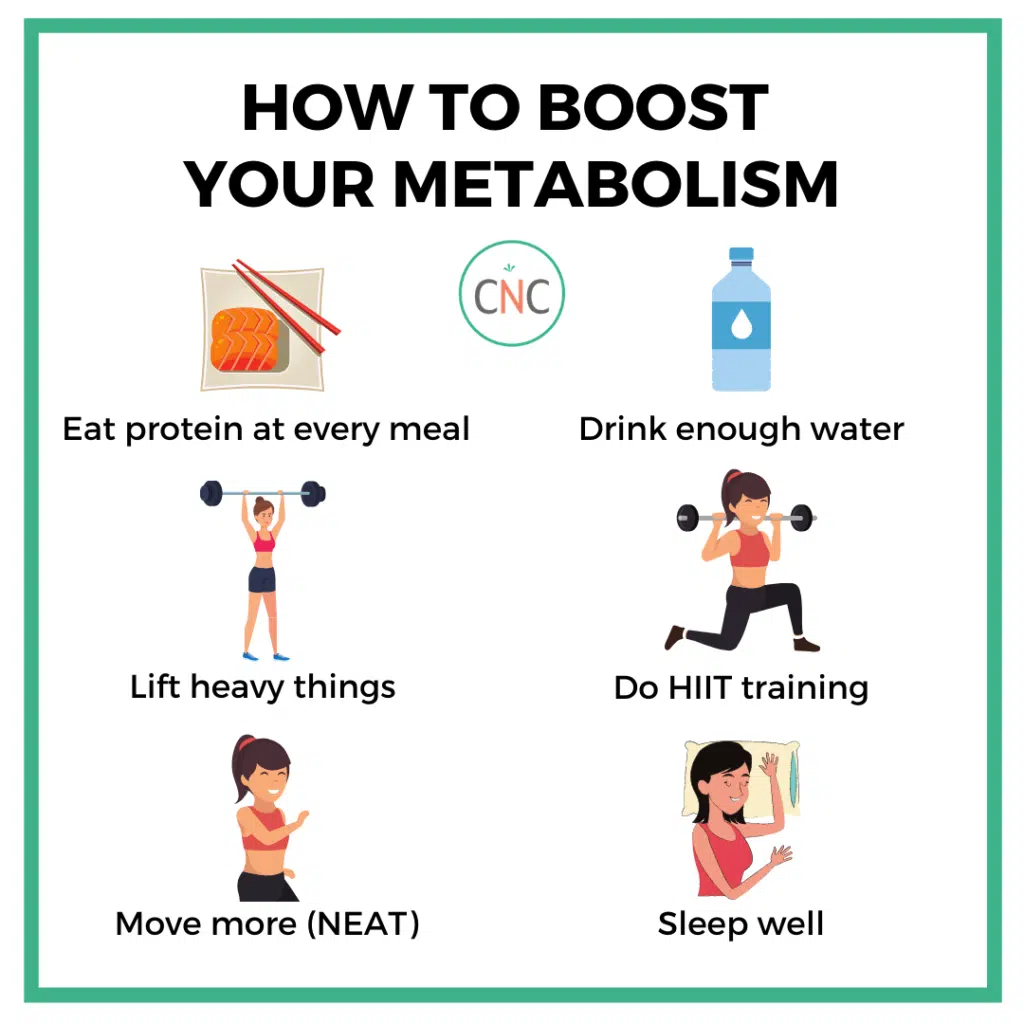 HOW TO BOOST
YOUR METABOLISM
CNC
Eat protein at every meal
Drink enough water
Lift heavy things
Do HIIT training
Move more (NEAT)
Sleep well